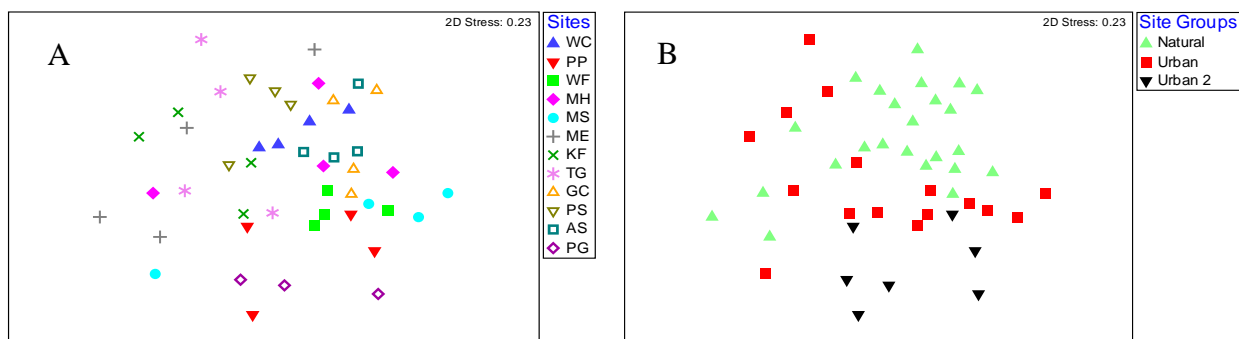 A
2D Stress: 0.23
Sites
WC
PP
WF
MH
MS
ME
KF
TG
GC
PS
AS
PG
B
2D Stress: 0.23
Site Groups
Natural
Urban
Urban 2